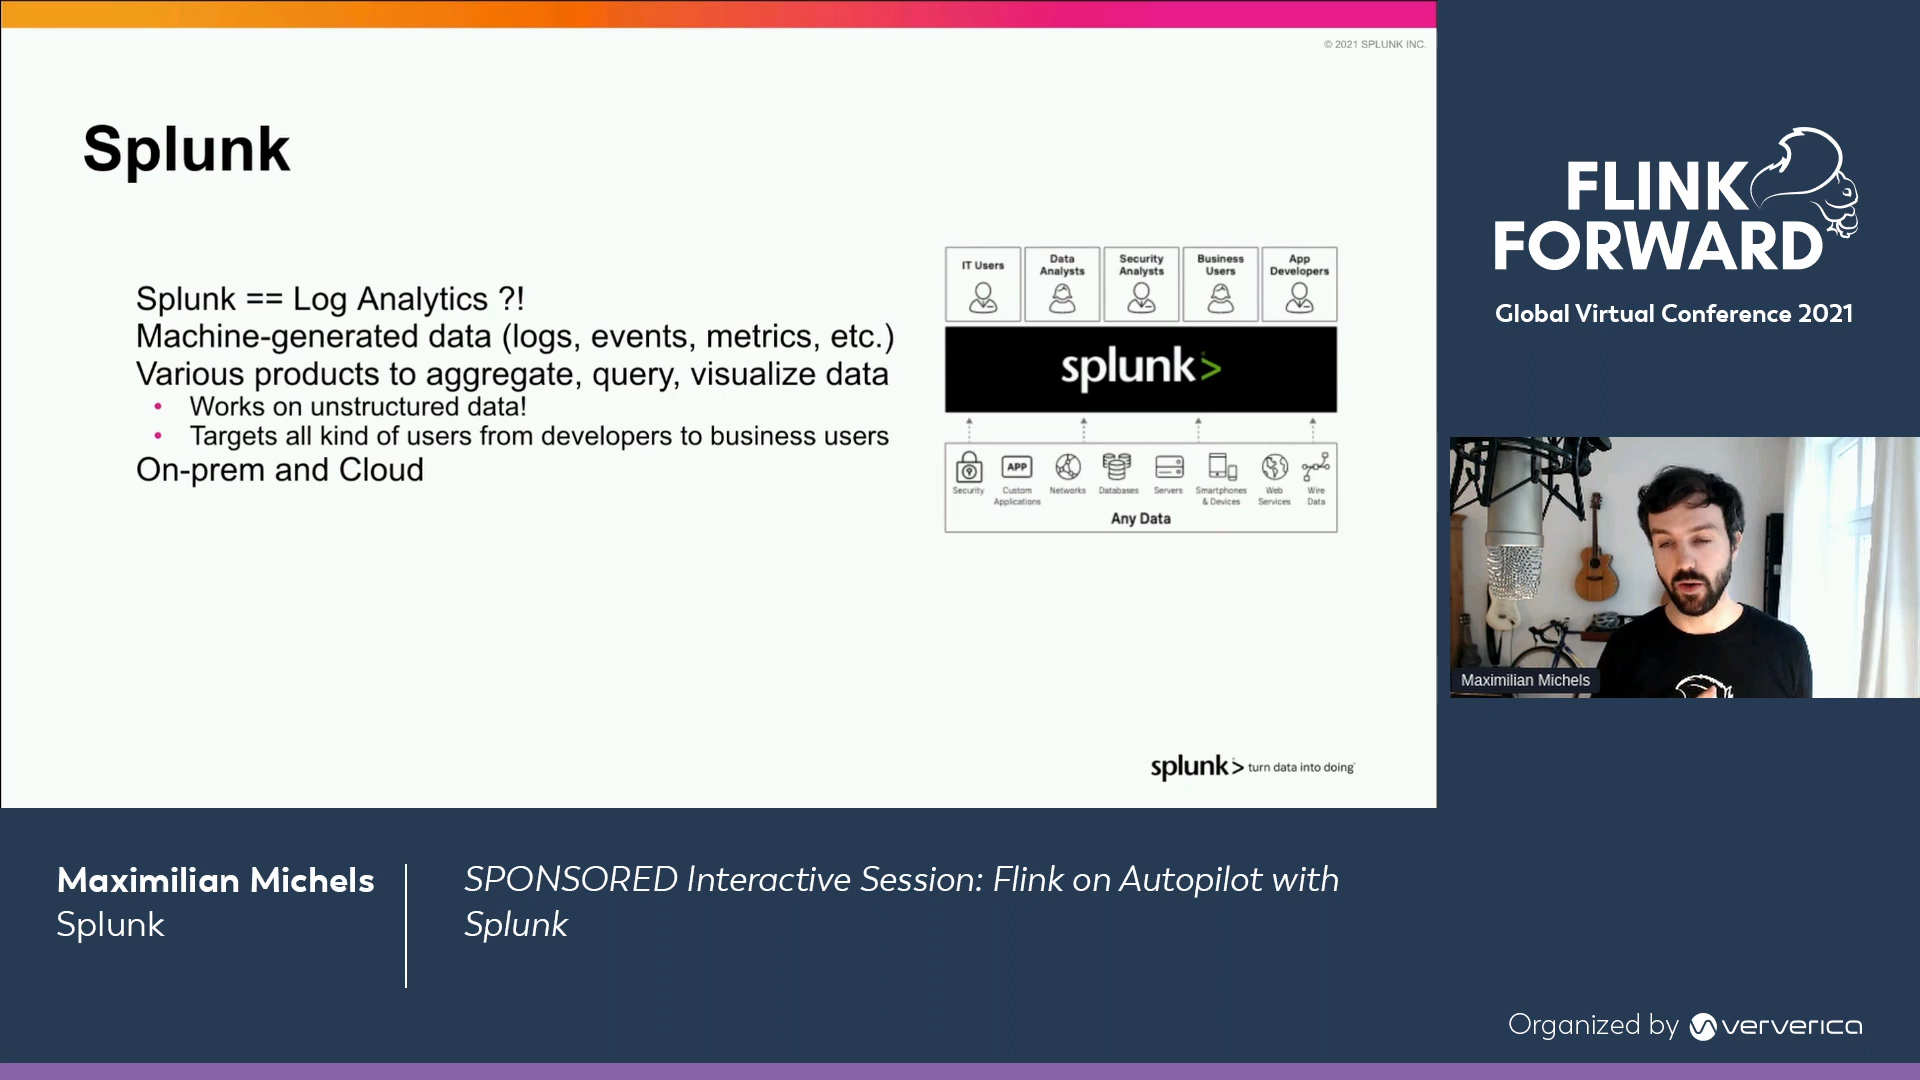 © 2021 SPLUNK INC.
Splunk
Splunk == Log Analytics ?!
Machine-generated data (logs, events, metrics, etc.)
Various products to aggregate, query, visualize data
• Works on unstructured data!
• Targets all kind of users from developers to business users
On-prem and Cloud
IT Users
Data
Analysts
Security
Analysts
Business
Users
App
Developers
splunk>
APP
Security
Custom
Applications
Networks
Databases
Servers
Smartphones
& Devices
Web
Services
Wire
Data
Any Data
splunk> turn data into doing
FLINK
FORWARD
Global Virtual Conference 2021
Maximilian Michels
Maximilian Michels
Splunk
SPONSORED Interactive Session: Flink on Autopilot with
Splunk
Organized by ververica